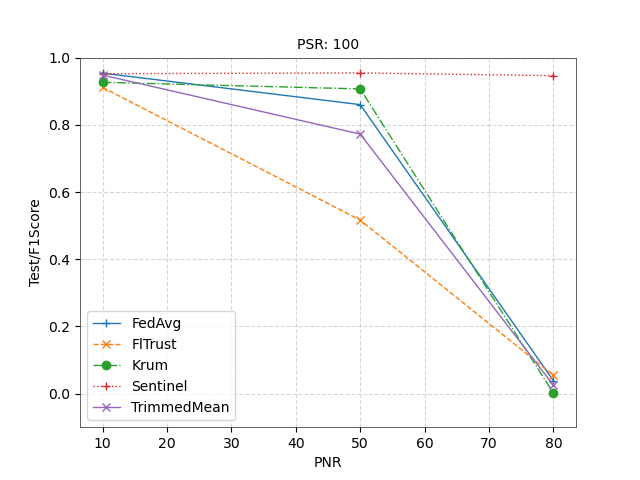 PSR: 100
1.0
0.8
0.6
0.4
0.2
0.0
Test/F1Score
FedAvg
FlTrust
Krum
Sentinel
TrimmedMean
10 20 30 40 50 60 70 80
PNR